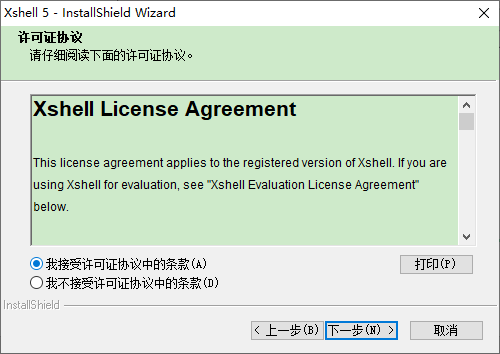 Xshell 5 - InstallShield Wizard
许可证协议
请仔细阅读下面的许可证协议。
Xshell License Agreement
This license agreement applies to the registered version of Xshell. If you are
using Xshell for evaluation, see "Xshell Evaluation License Agreement"
below.
我接受许可证协议中的条款(A)
打印(P)
我不接受许可证协议中的条款(D)
InstallShield
< 上一步(B) 下一步(N) > 取消